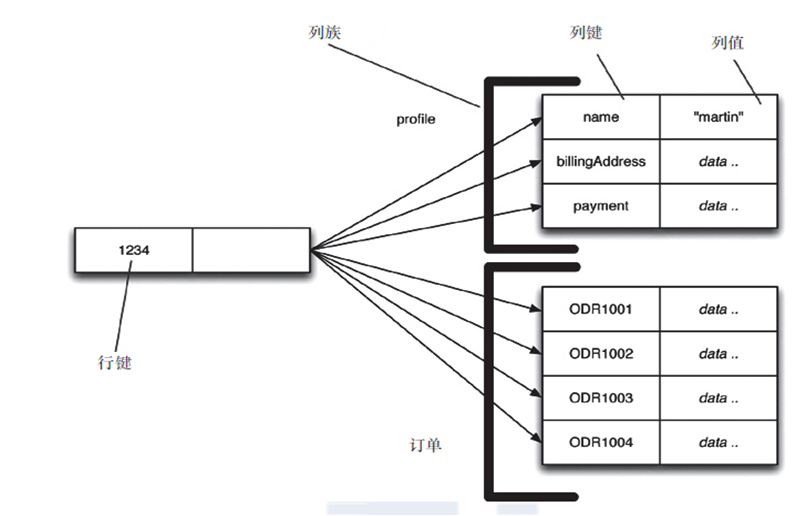 列族
列键
列值
profile
name
"martin"
billingAddress
data ..
payment
data ..
1234
行键
ODR1001
data ..
ODR1002
data ..
ODR1003
data ..
订单
ODR1004
data ..